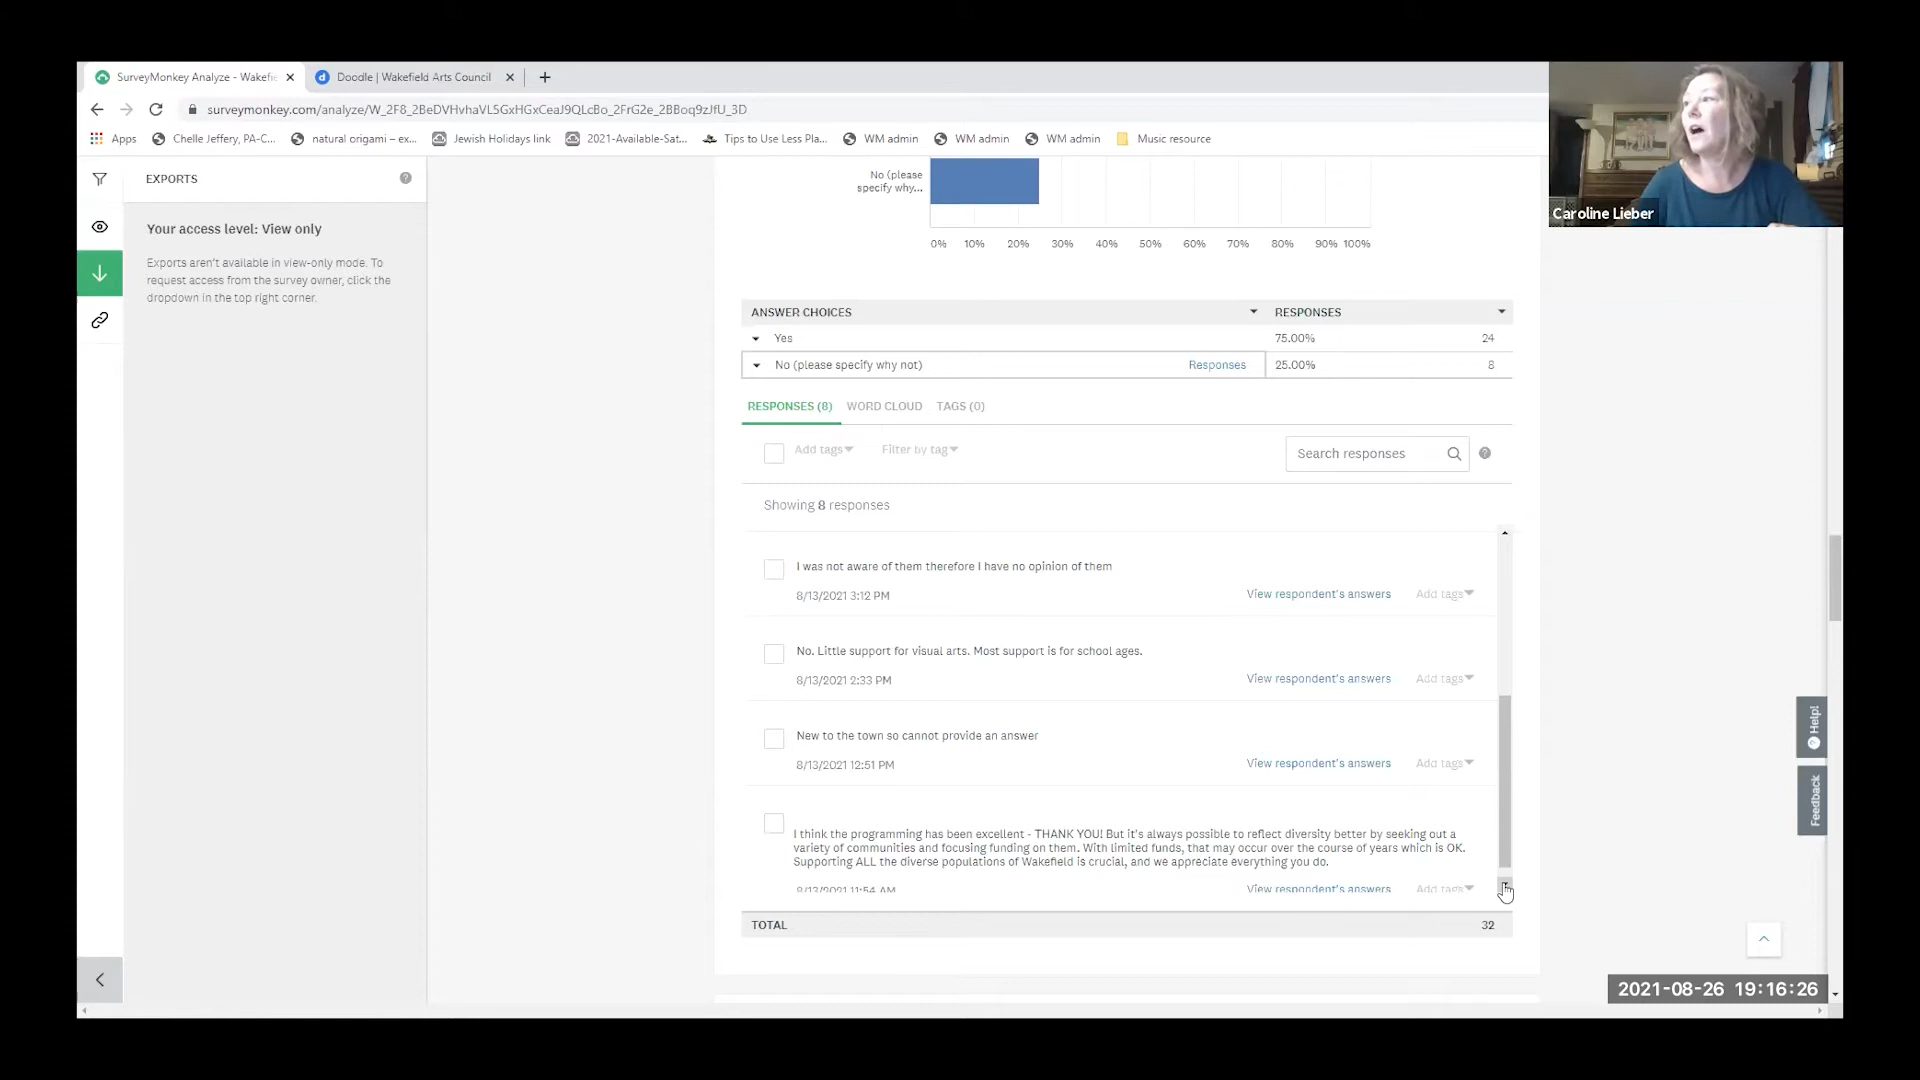 SurveyMonkey Analyze - Wakefie
Doodle | Wakefield Arts Council
surveymonkey.com/analyze/W_2F8_2BeDVHvhaVL5GxHGxCeaJ9QLcBo_2FrG2e_2BBoq9zJfU_3D
Apps
Chelle Jeffery, PA-C...
natural origami – ex...
Jewish Holidays link
2021-Available-Sat...
Tips to Use Less Pla...
WM admin
WM admin
WM admin
Music resource
Caroline Lieber
EXPORTS
Your access level: View only
Exports aren't available in view-only mode. To
request access from the survey owner, click the
dropdown in the top right corner.
No (please
specify why...
0% 10% 20% 30% 40% 50% 60% 70% 80% 90% 100%
ANSWER CHOICES RESPONSES
Yes 75.00% 24
No (please specify why not) Responses 25.00% 8
RESPONSES (8) WORD CLOUD TAGS (0)
Add tags Filter by tag Search responses
Showing 8 responses
I was not aware of them therefore I have no opinion of them
8/13/2021 3:12 PM View respondent's answers Add tags
No. Little support for visual arts. Most support is for school ages.
8/13/2021 2:33 PM View respondent's answers Add tags
New to the town so cannot provide an answer
8/13/2021 12:51 PM View respondent's answers Add tags
I think the programming has been excellent - THANK YOU! But it's always possible to reflect diversity better by seeking out a
variety of communities and focusing funding on them. With limited funds, that may occur over the course of years which is OK.
Supporting ALL the diverse populations of Wakefield is crucial, and we appreciate everything you do.
8/13/2021 11:54 AM View respondent's answers Add tags
TOTAL 32
Help!
Feedback
2021-08-26 19:16:26